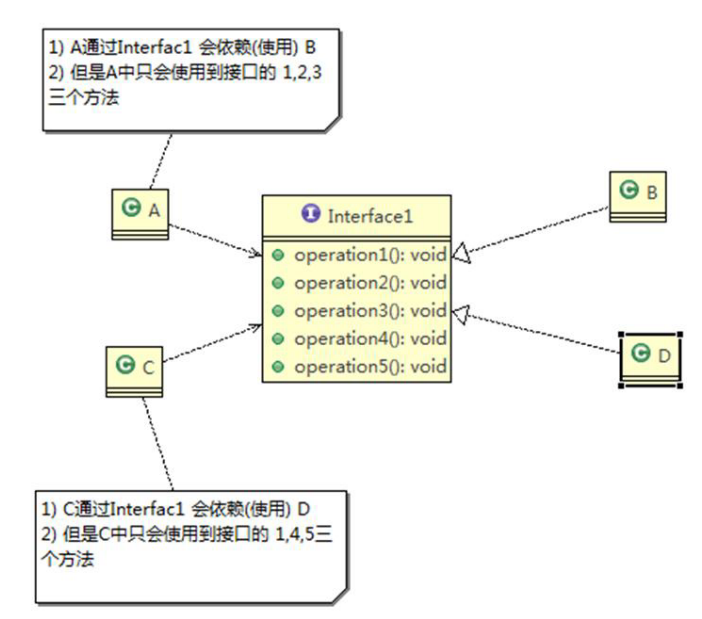 1) A通过Interfac1 会依赖(使用) B
2) 但是A中只会使用到接口的 1,2,3
三个方法
C A
I Interface1
operation1(): void
operation2(): void
operation3(): void
operation4(): void
operation5(): void
C B
C D
C C
1) C通过Interfac1 会依赖(使用) D
2) 但是C中只会使用到接口的 1,4,5三
个方法